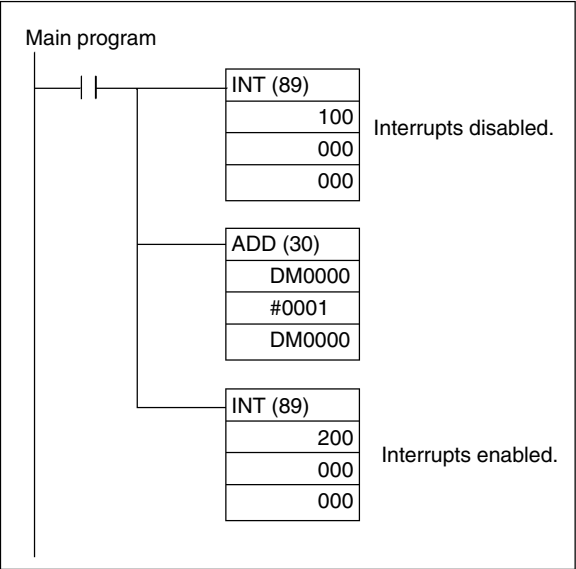 Main program
INT (89)
100
000
000
Interrupts disabled.
ADD (30)
DM0000
#0001
DM0000
INT (89)
200
000
000
Interrupts enabled.